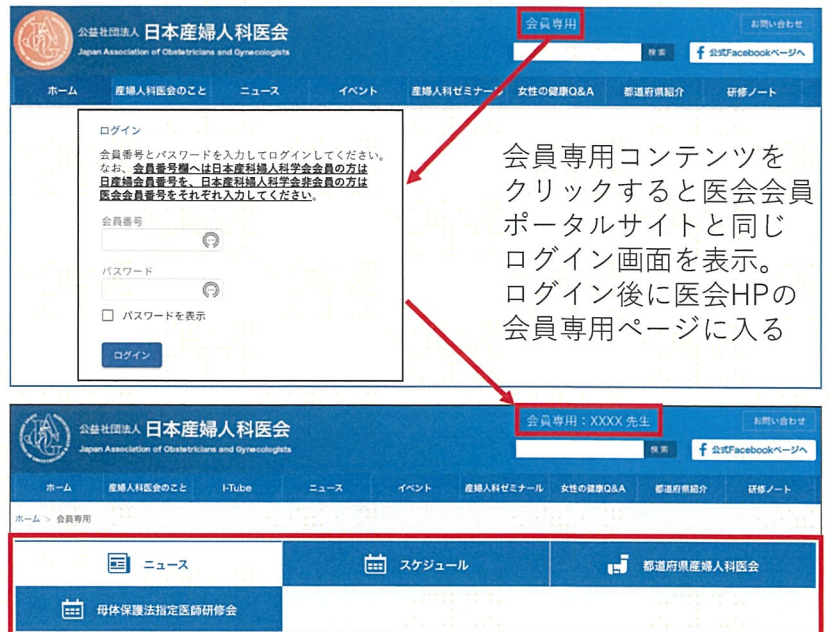 公益社団法人 日本産婦人科医会
Japan Association of Obstetricians and Gynecologists
会員専用
お問い合わせ
検索
f 公式Facebookページへ
ホーム 産婦人科医会のこと ニュース イベント 産婦人科ゼミナール 女性の健康Q&A 都道府県紹介 研修ノート
ログイン
会員番号とパスワードを入力してログインしてください。
なお、会員番号欄へは日本産科婦人科学会会員の方は
日産婦会員番号を、日本産科婦人科学会非会員の方は
医会会員番号をそれぞれ入力してください。
会員番号
パスワード
パスワードを表示
ログイン
会員専用コンテンツを
クリックすると医会会員
ポータルサイトと同じ
ログイン画面を表示。
ログイン後に医会HPの
会員専用ページに入る
公益社団法人 日本産婦人科医会
Japan Association of Obstetricians and Gynecologists
会員専用：XXXX 先生
お問い合わせ
検索
f 公式Facebookページへ
ホーム 産婦人科医会のこと I-Tube ニュース イベント 産婦人科ゼミナール 女性の健康Q&A 都道府県紹介 研修ノート
ホーム > 会員専用
ニュース スケジュール 都道府県産婦人科医会
母体保護法指定医師研修会